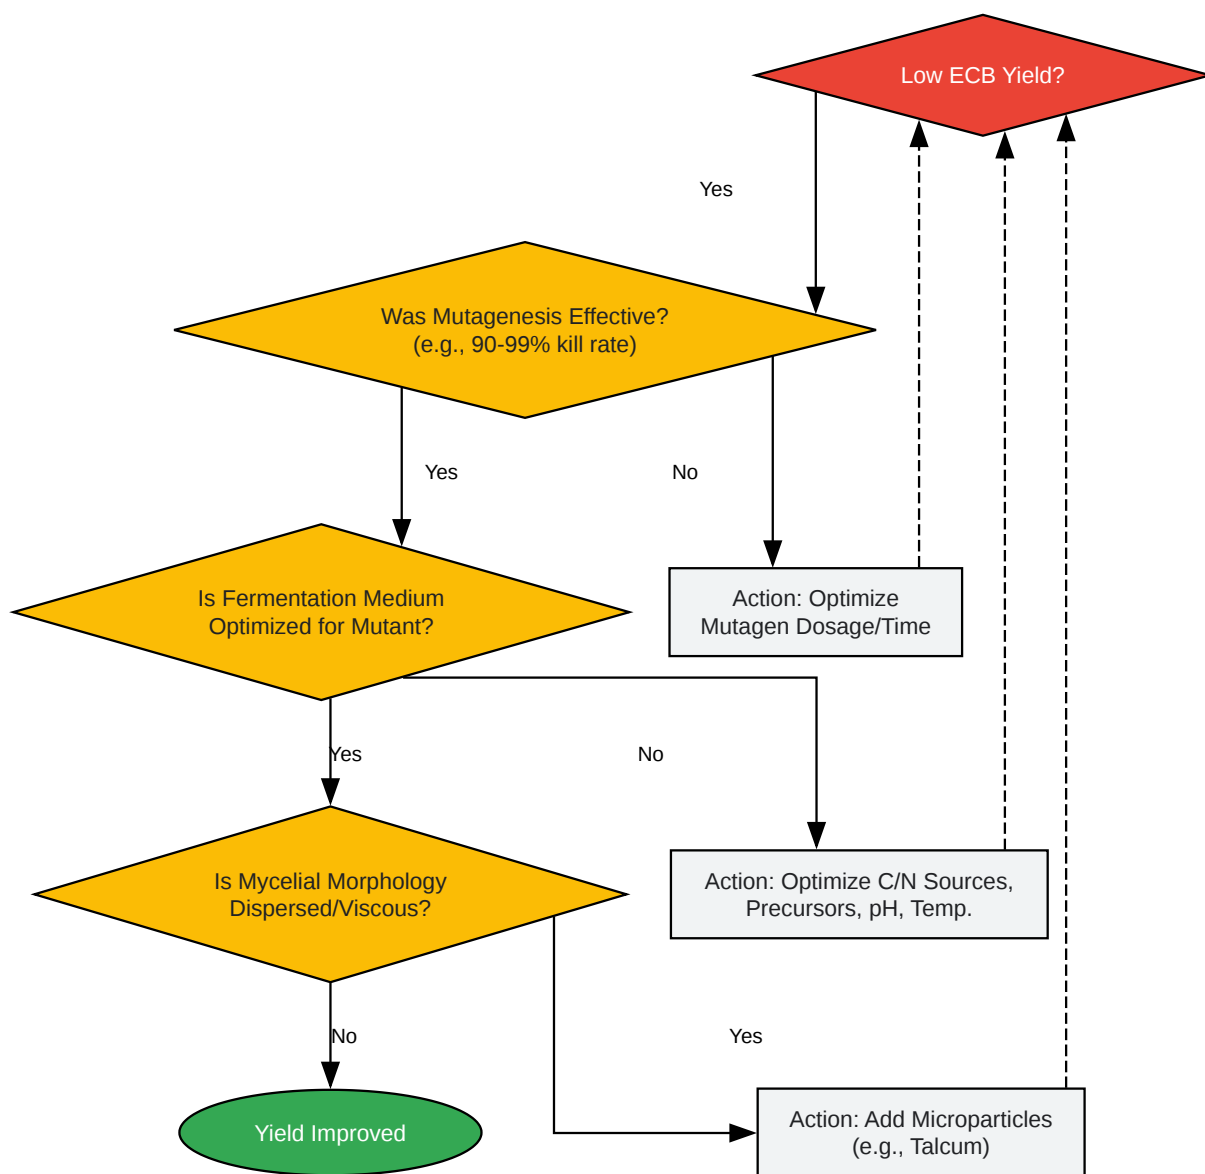 Low ECB Yield?
Yes
Was Mutagenesis Effective?
(e.g., 90-99% kill rate)
Yes
No
Is Fermentation Medium
Optimized for Mutant?
Action: Optimize
Mutagen Dosage/Time
Yes
No
Is Mycelial Morphology
Dispersed/Viscous?
Action: Optimize C/N Sources,
Precursors, pH, Temp.
No
Yes
Yield Improved
Action: Add Microparticles
(e.g., Talcum)